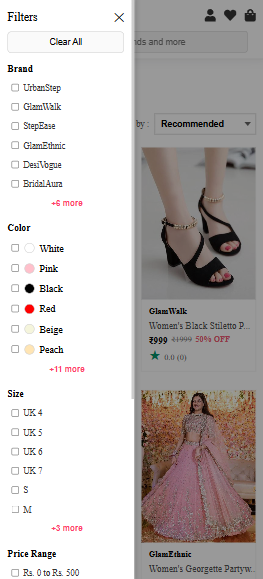 Filters
Clear All
nds and more
Brand
UrbanStep
GlamWalk
StepEase
GlamEthnic
DesiVogue
BridalAura
+6 more
Color
White
Pink
Black
Red
Beige
Peach
+11 more
Size
UK 4
UK 5
UK 6
UK 7
S
M
+3 more
Price Range
Rs. 0 to Rs. 500
by :
Recommended
GlamWalk
Women's Black Stiletto P...
₹999 ₹1999 50% OFF
0.0 (0)
GlamEthnic
Women's Georgette Partyw...